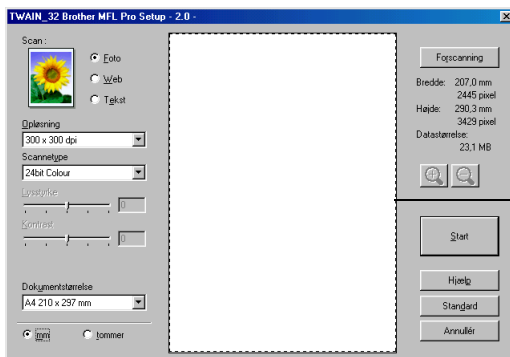 TWAIN_32 Brother MFL Pro Setup - 2.0 -
Scan :
Foto
Web
Tekst
Opløsning
300 x 300 dpi
Scannetype
24bit Colour
Lysstyrke
0
Kontrast
0
Dokumentstørrelse
A4 210 x 297 mm
mm
tommer
Forscanning
Bredde: 207,0 mm
2445 pixel
Højde: 290,3 mm
3429 pixel
Datastørrelse:
23,1 MB
Start
Hjælp
Standard
Annullér